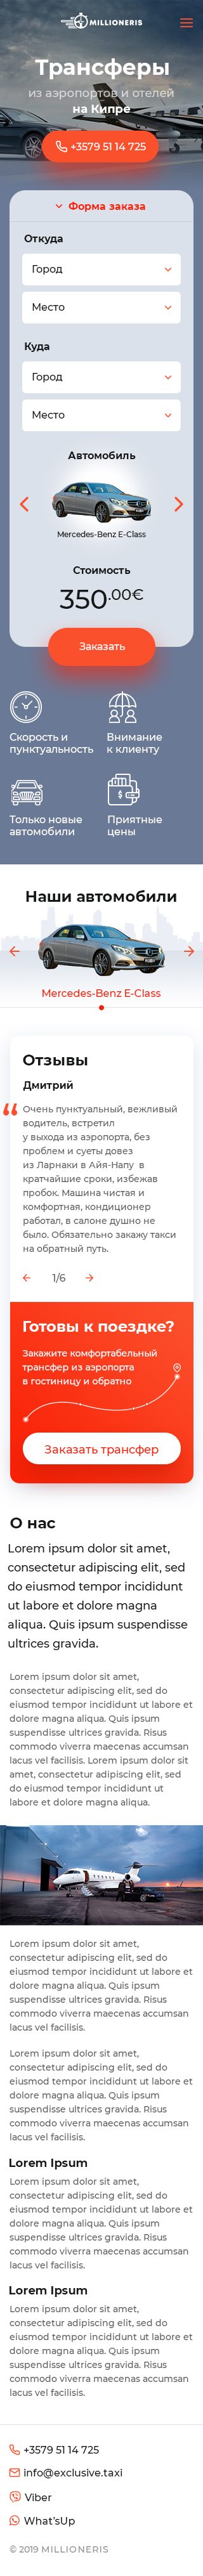 MILLIONERIS
Трансферы
из аэропортов и отелей
на Кипре
+3579 51 14 725
Форма заказа
Откуда
Город
Место
Куда
Город
Место
Автомобиль
Mercedes-Benz E-Class
Стоимость
350.00€
Заказать
Скорость и
пунктуальность
Внимание
к клиенту
Только новые
автомобили
Приятные
цены
Наши автомобили
Mercedes-Benz E-Class
Отзывы
Дмитрий
Очень пунктуальный, вежливый
водитель, встретил
у выхода из аэропорта, без
проблем и суеты довез
из Ларнаки в Айя-Напу в
кратчайшие сроки, избежав
пробок. Машина чистая и
комфортная, кондиционер
работал, в салоне душно не
было. Обязательно закажу такси
на обратный путь.
1/6
Готовы к поездке?
Закажите комфортабельный
трансфер из аэропорта
в гостиницу и обратно
Заказать трансфер
О нас
Lorem ipsum dolor sit amet,
consectetur adipiscing elit, sed
do eiusmod tempor incididunt
ut labore et dolore magna
aliqua. Quis ipsum suspendisse
ultrices gravida.
Lorem ipsum dolor sit amet,
consectetur adipiscing elit, sed do
eiusmod tempor incididunt ut labore et
dolore magna aliqua. Quis ipsum
suspendisse ultrices gravida. Risus
commodo viverra maecenas accumsan
lacus vel facilisis. Lorem ipsum dolor sit
amet, consectetur adipiscing elit, sed
do eiusmod tempor incididunt ut
labore et dolore magna aliqua.
Lorem ipsum dolor sit amet,
consectetur adipiscing elit, sed do
eiusmod tempor incididunt ut labore et
dolore magna aliqua. Quis ipsum
suspendisse ultrices gravida. Risus
commodo viverra maecenas accumsan
lacus vel facilisis.
Lorem ipsum dolor sit amet,
consectetur adipiscing elit, sed do
eiusmod tempor incididunt ut labore et
dolore magna aliqua. Quis ipsum
suspendisse ultrices gravida. Risus
commodo viverra maecenas accumsan
lacus vel facilisis.
Lorem Ipsum
Lorem ipsum dolor sit amet,
consectetur adipiscing elit, sed do
eiusmod tempor incididunt ut labore et
dolore magna aliqua. Quis ipsum
suspendisse ultrices gravida. Risus
commodo viverra maecenas accumsan
lacus vel facilisis.
Lorem Ipsum
Lorem ipsum dolor sit amet,
consectetur adipiscing elit, sed do
eiusmod tempor incididunt ut labore et
dolore magna aliqua. Quis ipsum
suspendisse ultrices gravida. Risus
commodo viverra maecenas accumsan
lacus vel facilisis.
+3579 51 14 725
info@exclusive.taxi
Viber
What'sUp
© 2019 MILLIONERIS